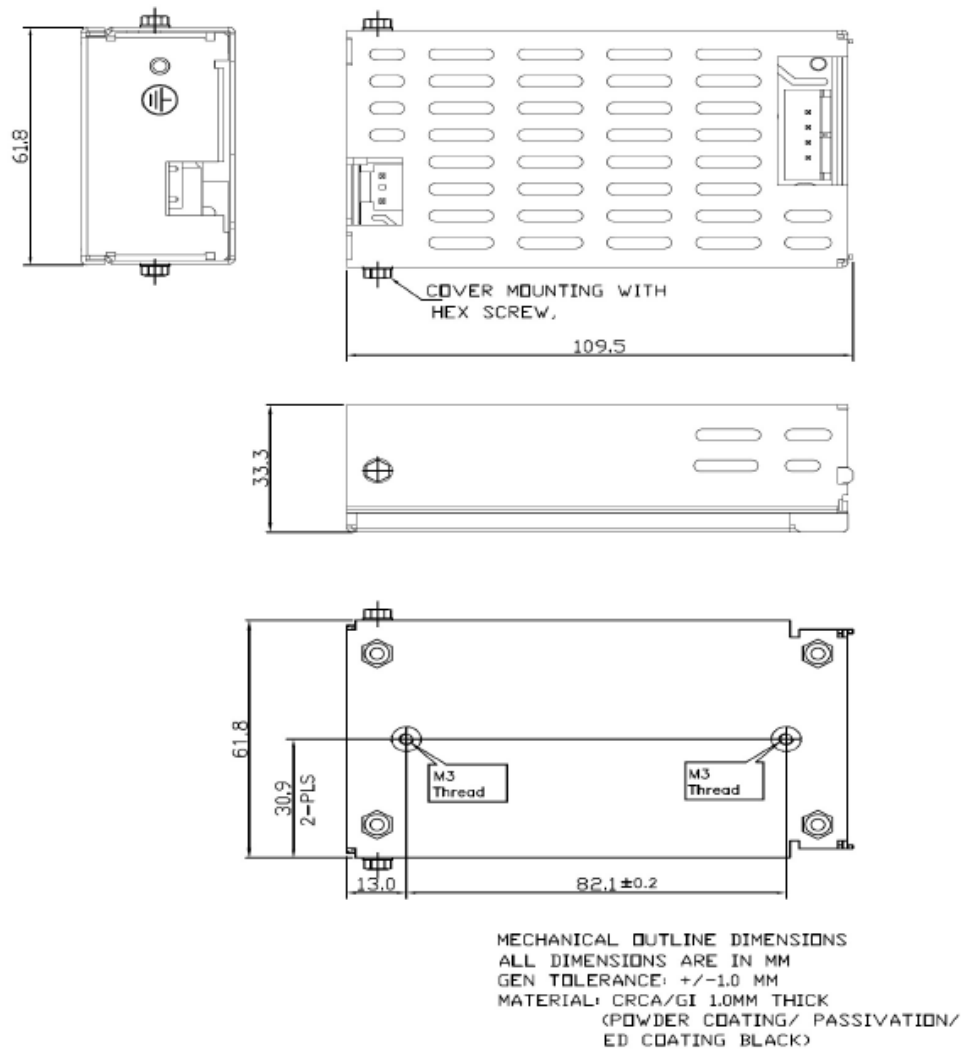 61.8
COVER MOUNTING WITH
HEX SCREW,
109.5
33.3
61.8
30.9
2-PLS
M3
Thread
M3
Thread
13.0
82.1 ±0.2
MECHANICAL OUTLINE DIMENSIONS
ALL DIMENSIONS ARE IN MM
GEN TOLERANCE: +/-1.0 MM
MATERIAL: CRCA/GI 1.0MM THICK
(POWDER COATING/ PASSIVATION/
ED COATING BLACK)